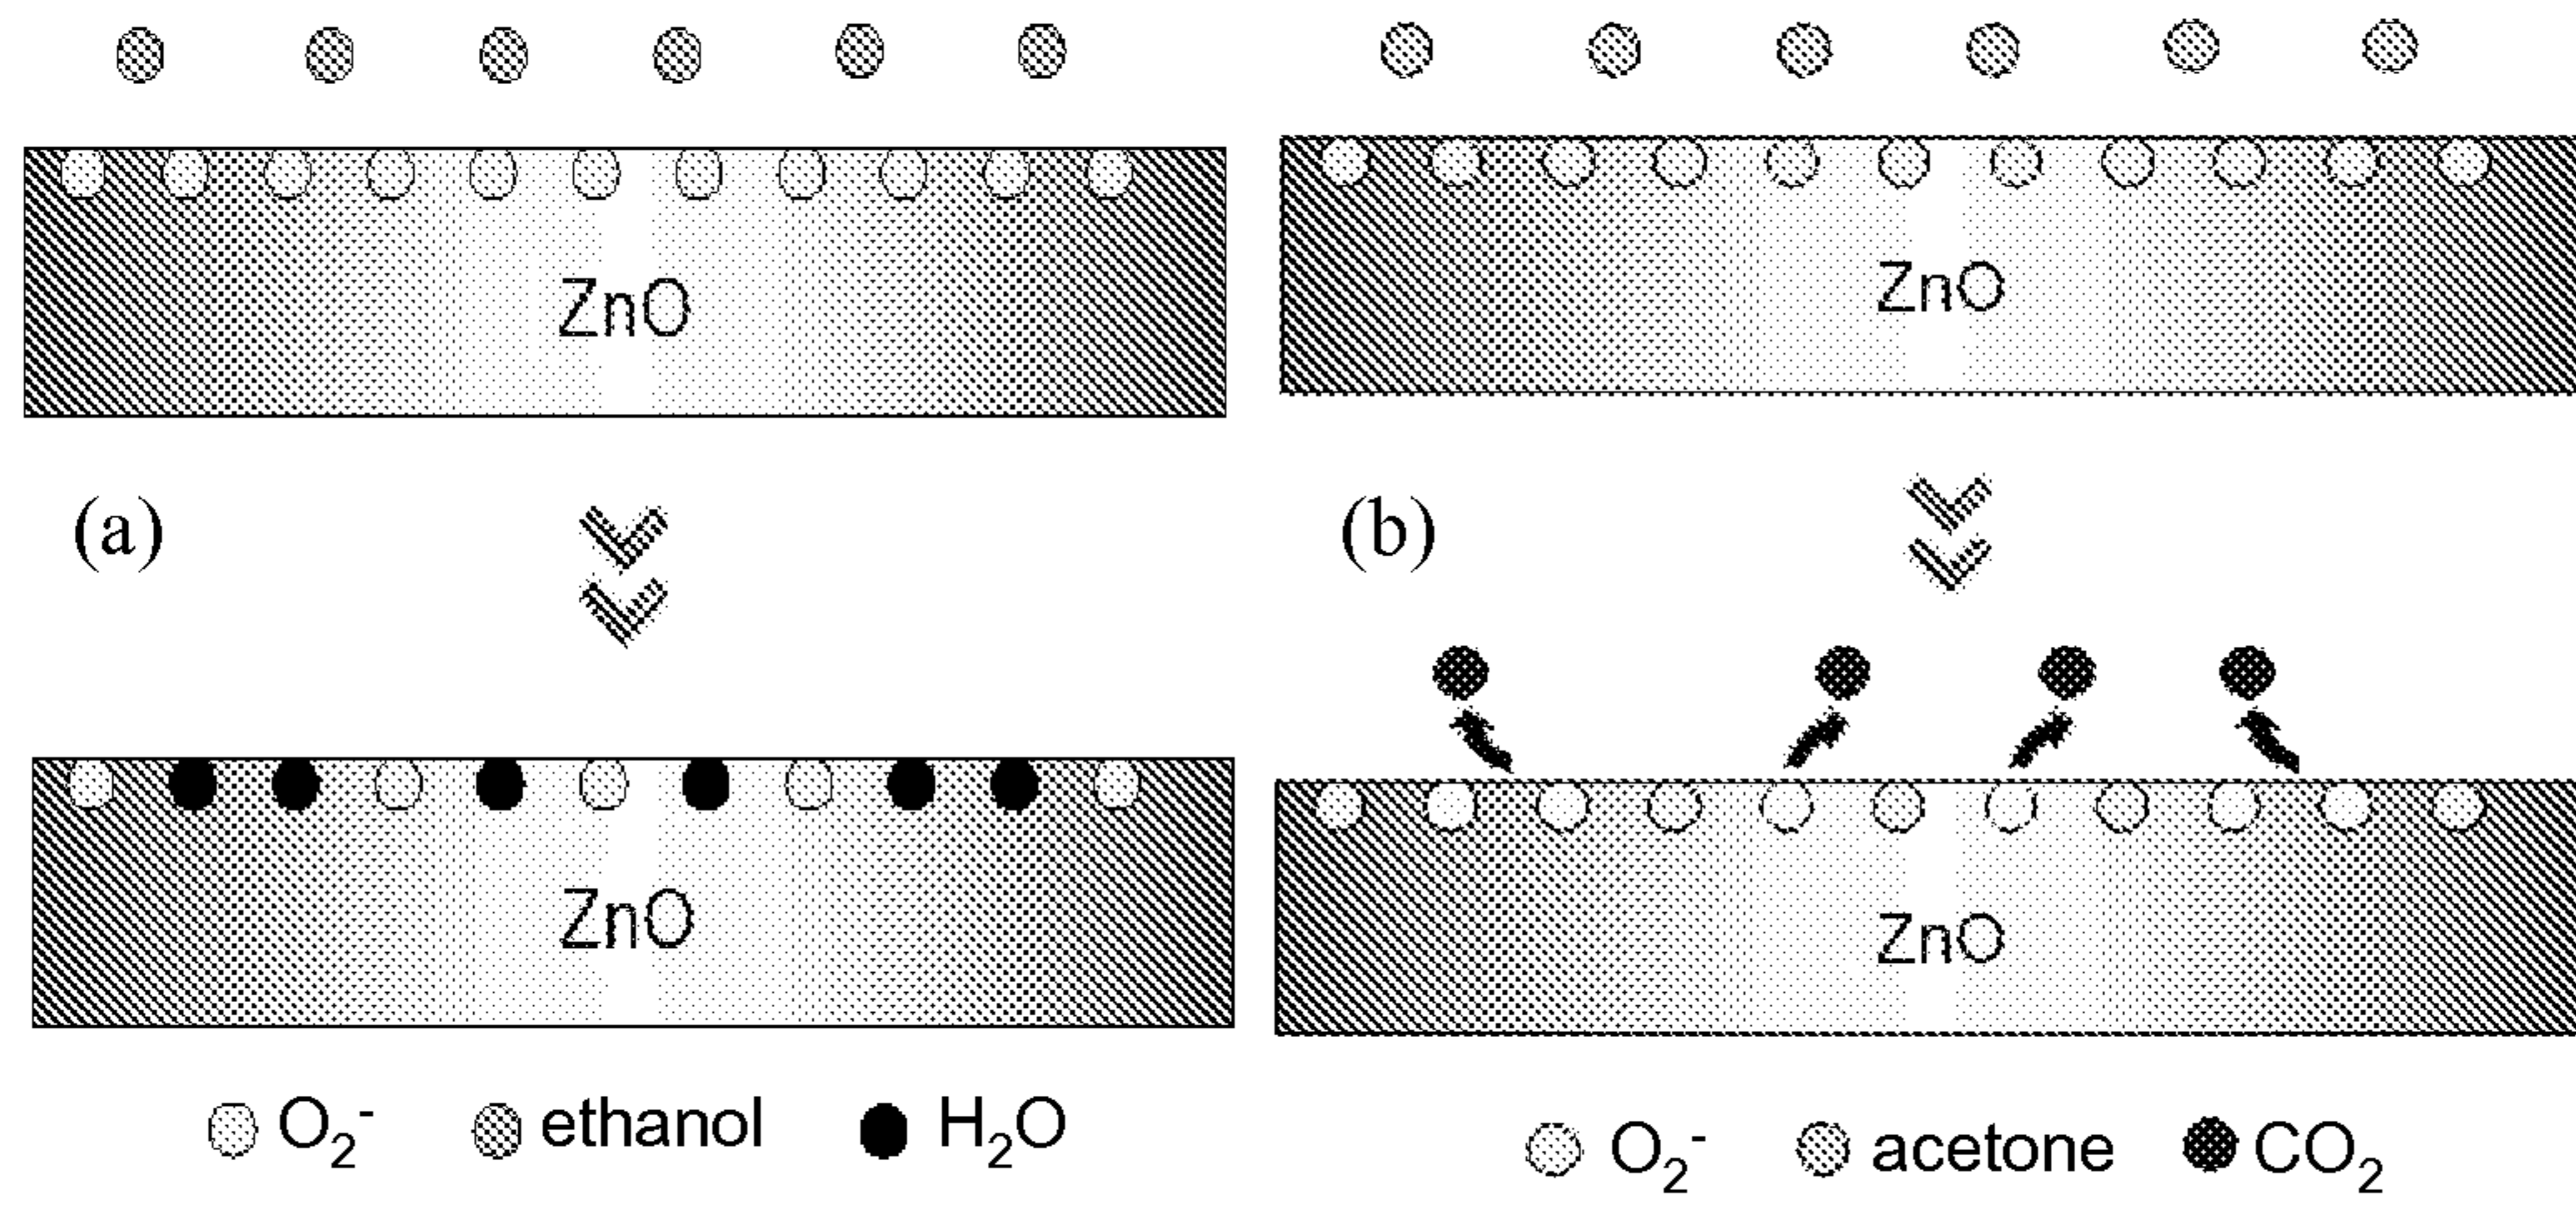 ZnO
ZnO
(a)
(b)
ZnO
ZnO
O₂⁻ ethanol H₂O
O₂⁻ acetone CO₂